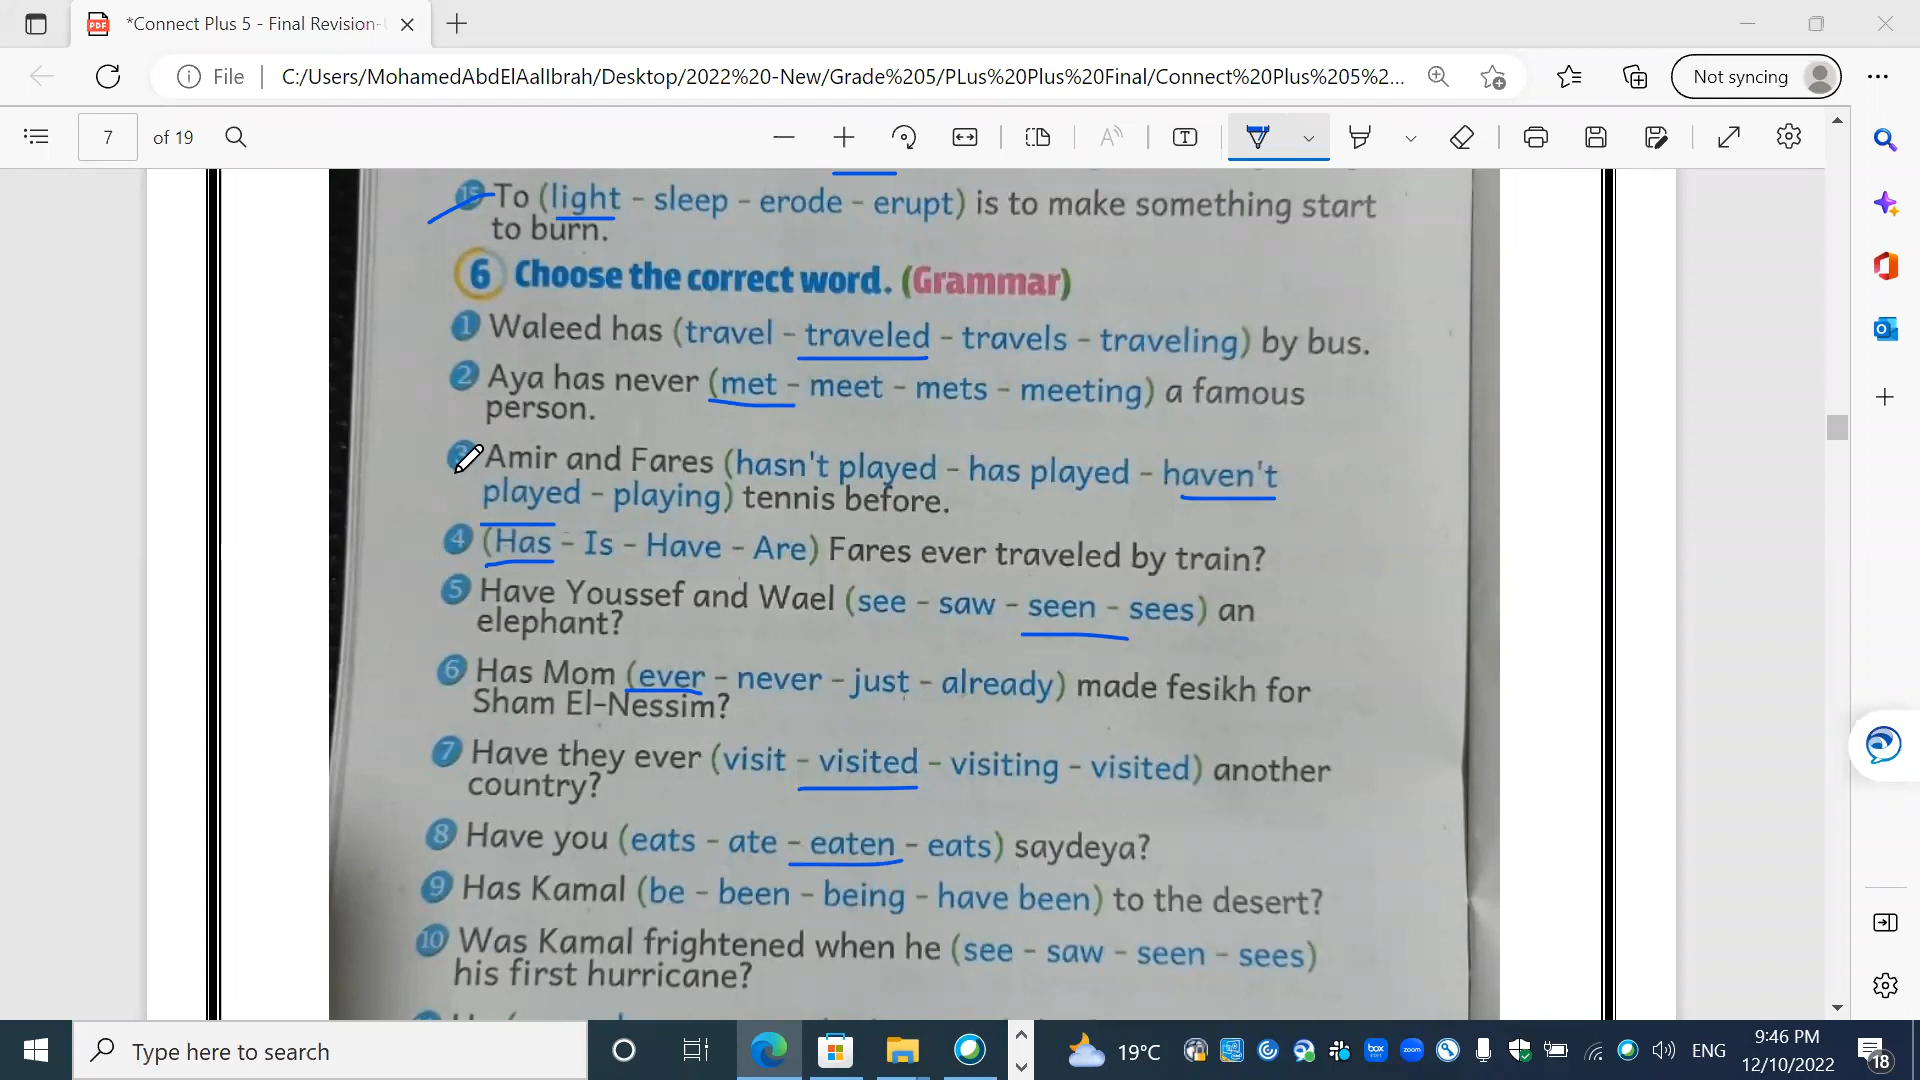 *Connect Plus 5 - Final Revision-
File
C:/Users/MohamedAbdElAalIbrah/Desktop/2022%20-New/Grade%205/PLus%20Plus%20Final/Connect%20Plus%205%2...
Not syncing
7 of 19
15 To (light - sleep - erode - erupt) is to make something start
to burn.
6 Choose the correct word. (Grammar)
1 Waleed has (travel - traveled - travels - traveling) by bus.
2 Aya has never (met - meet - mets - meeting) a famous
person.
Amir and Fares (hasn't played - has played - haven't
played - playing) tennis before.
4 (Has - Is - Have - Are) Fares ever traveled by train?
5 Have Youssef and Wael (see - saw - seen - sees) an
elephant?
6 Has Mom (ever - never - just - already) made fesikh for
Sham El-Nessim?
7 Have they ever (visit - visited - visiting - visited) another
country?
8 Have you (eats - ate - eaten - eats) saydeya?
9 Has Kamal (be - been - being - have been) to the desert?
10 Was Kamal frightened when he (see - saw - seen - sees)
his first hurricane?
Type here to search
19°C
ENG
9:46 PM
12/10/2022
18